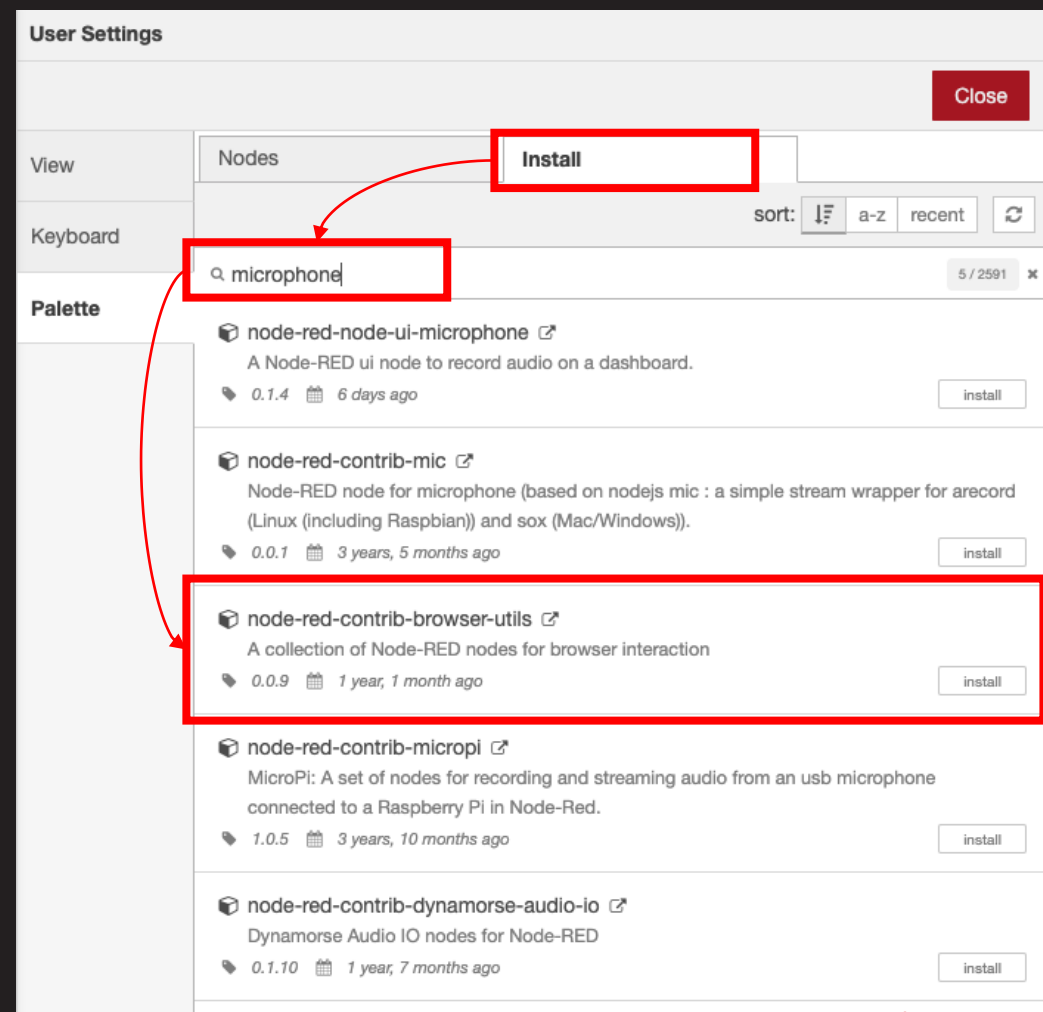 User Settings
Close
View
Keyboard
Palette
Nodes
Install
sort: a-z recent
microphone
5 / 2591
node-red-node-ui-microphone
A Node-RED ui node to record audio on a dashboard.
0.1.4 6 days ago
install
node-red-contrib-mic
Node-RED node for microphone (based on nodejs mic : a simple stream wrapper for arecord
(Linux (including Raspbian)) and sox (Mac/Windows)).
0.0.1 3 years, 5 months ago
install
node-red-contrib-browser-utils
A collection of Node-RED nodes for browser interaction
0.0.9 1 year, 1 month ago
install
node-red-contrib-micropi
MicroPi: A set of nodes for recording and streaming audio from an usb microphone
connected to a Raspberry Pi in Node-Red.
1.0.5 3 years, 10 months ago
install
node-red-contrib-dynamorse-audio-io
Dynamorse Audio IO nodes for Node-RED
0.1.10 1 year, 7 months ago
install